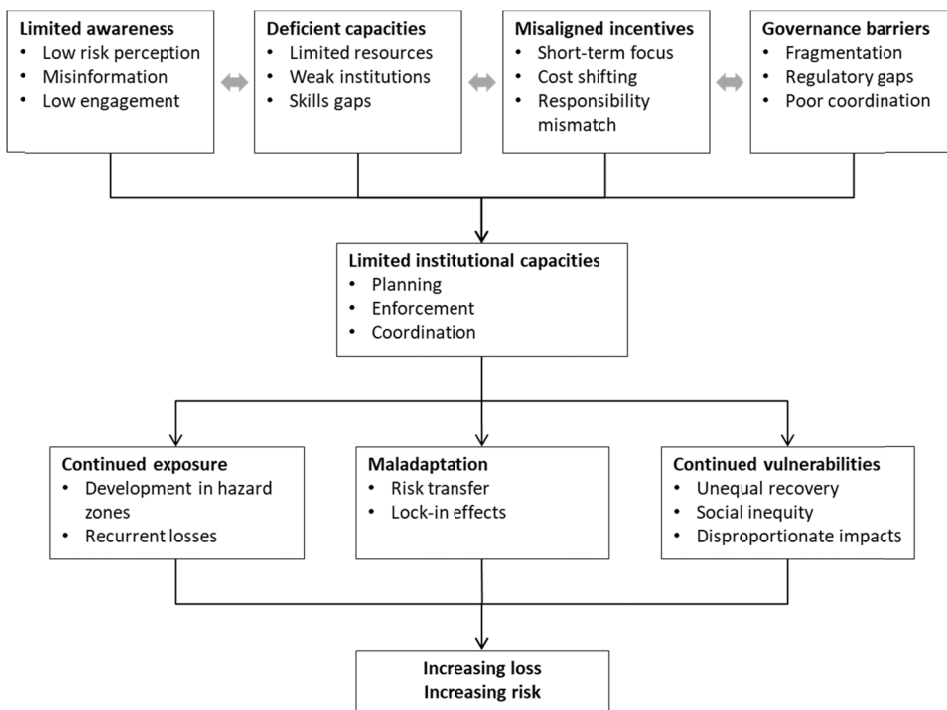 Limited awareness
• Low risk perception
• Misinformation
• Low engagement
Deficient capacities
• Limited resources
• Weak institutions
• Skills gaps
Misaligned incentives
• Short-term focus
• Cost shifting
• Responsibility
mismatch
Governance barriers
• Fragmentation
• Regulatory gaps
• Poor coordination
Limited institutional capacities
• Planning
• Enforcement
• Coordination
Continued exposure
• Development in hazard
zones
• Recurrent losses
Maladaptation
• Risk transfer
• Lock-in effects
Continued vulnerabilities
• Unequal recovery
• Social inequity
• Disproportionate impacts
Increasing loss
Increasing risk